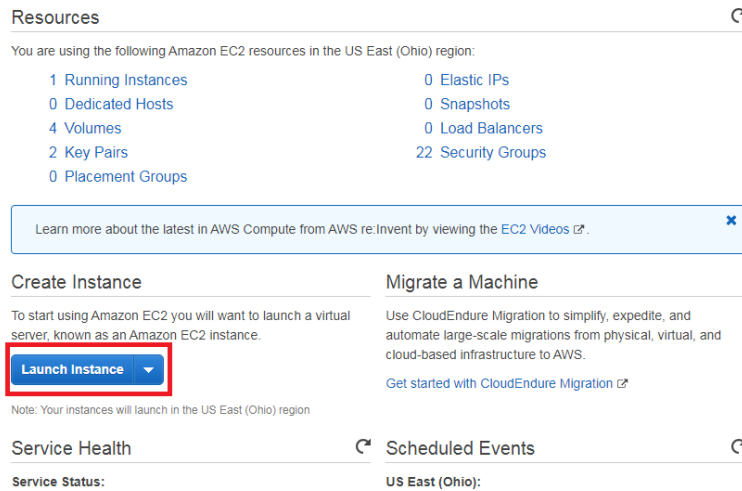 Resources
You are using the following Amazon EC2 resources in the US East (Ohio) region:
1 Running Instances
0 Elastic IPs
0 Dedicated Hosts
0 Snapshots
4 Volumes
0 Load Balancers
2 Key Pairs
22 Security Groups
0 Placement Groups
Learn more about the latest in AWS Compute from AWS re:Invent by viewing the EC2 Videos.
Create Instance
To start using Amazon EC2 you will want to launch a virtual
server, known as an Amazon EC2 instance.
Launch Instance
Note: Your instances will launch in the US East (Ohio) region
Migrate a Machine
Use CloudEndure Migration to simplify, expedite, and
automate large-scale migrations from physical, virtual, and
cloud-based infrastructure to AWS.
Get started with CloudEndure Migration
Service Health
Service Status:
Scheduled Events
US East (Ohio):